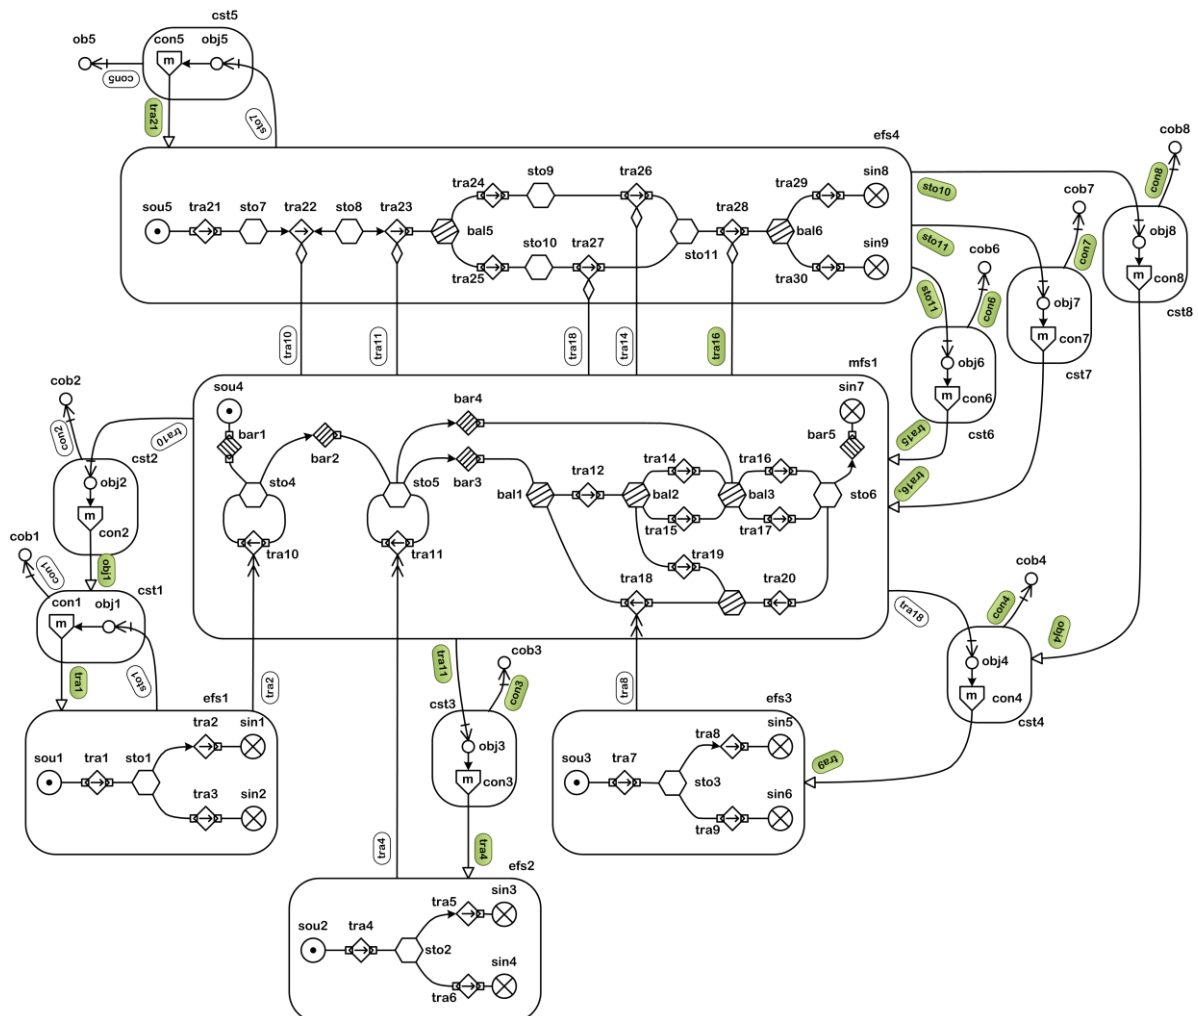 cst5
ob5
con5
obj5
con5
m
tra21
sto7
efs4
cob8
sto9
tra24
tra26
tra29
sin8
con8
sto10
cob7
sou5
tra21
sto7
tra22
sto8
tra23
tra28
bal5
bal6
sto10
tra27
sto11
sin9
tra25
tra30
sto11
con7
obj8
cob6
m
con8
sto11
con6
obj7
cst8
m
con7
tra10
tra11
tra18
tra14
tra16
obj6
cst7
mfs1
m
con6
cob2
sou4
sin7
bar4
con2
tra10
bar1
bar2
bar5
tra15
cst6
cst2
bar3
tra12
tra14
tra16
obj2
sto4
sto5
bal1
bal2
bal3
sto6
tra16,
m
con2
tra15
tra17
cob1
tra10
tra11
tra19
con1
obj1
cst1
tra18
tra20
cob4
con1
obj1
m
con4
tra18
obj4
tra1
sto1
tra2
tra11
cob3
tra8
obj4
con3
m
con4
efs1
cst3
efs3
cst4
tra2
sin1
obj3
tra8
sin5
sou1
tra1
sto1
m
con3
sou3
tra7
sto3
tra9
tra3
sin2
sin6
tra9
tra4
tra4
efs2
sin3
tra5
sou2
tra4
sto2
sin4
tra6